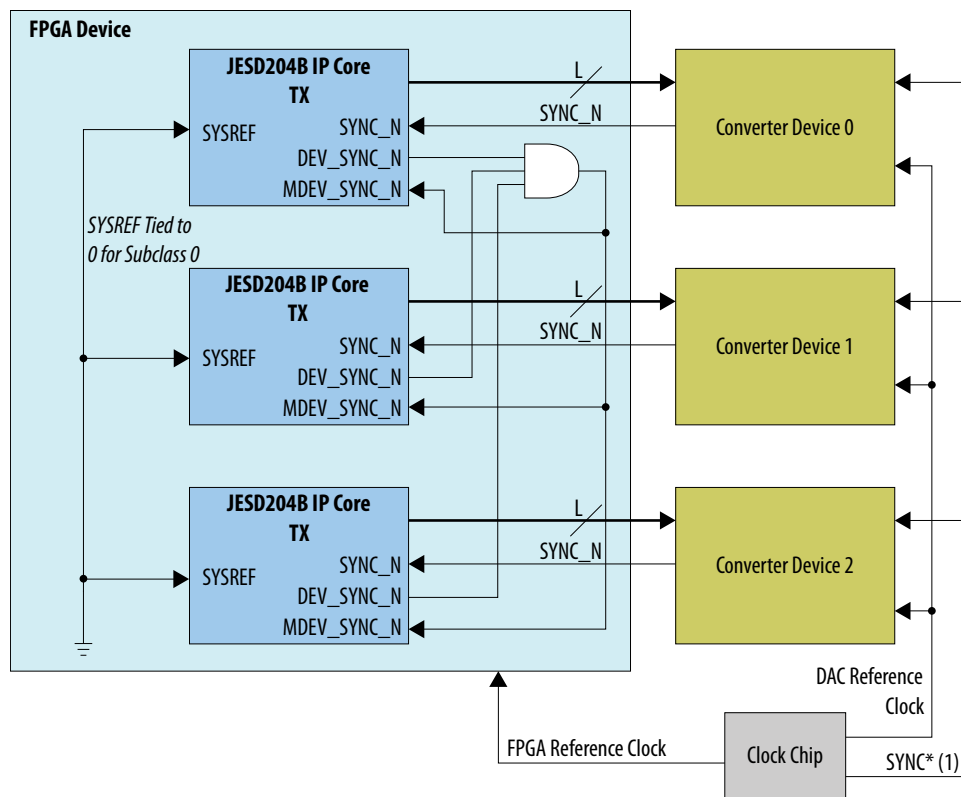 FPGA Device
JESD204B IP Core
TX
SYSREF
SYNC_N
DEV_SYNC_N
MDEV_SYNC_N
L
SYNC_N
Converter Device 0
SYSREF Tied to
0 for Subclass 0
JESD204B IP Core
TX
SYSREF
SYNC_N
DEV_SYNC_N
MDEV_SYNC_N
L
SYNC_N
Converter Device 1
JESD204B IP Core
TX
SYSREF
SYNC_N
DEV_SYNC_N
MDEV_SYNC_N
L
SYNC_N
Converter Device 2
DAC Reference
Clock
FPGA Reference Clock
Clock Chip
SYNC* (1)